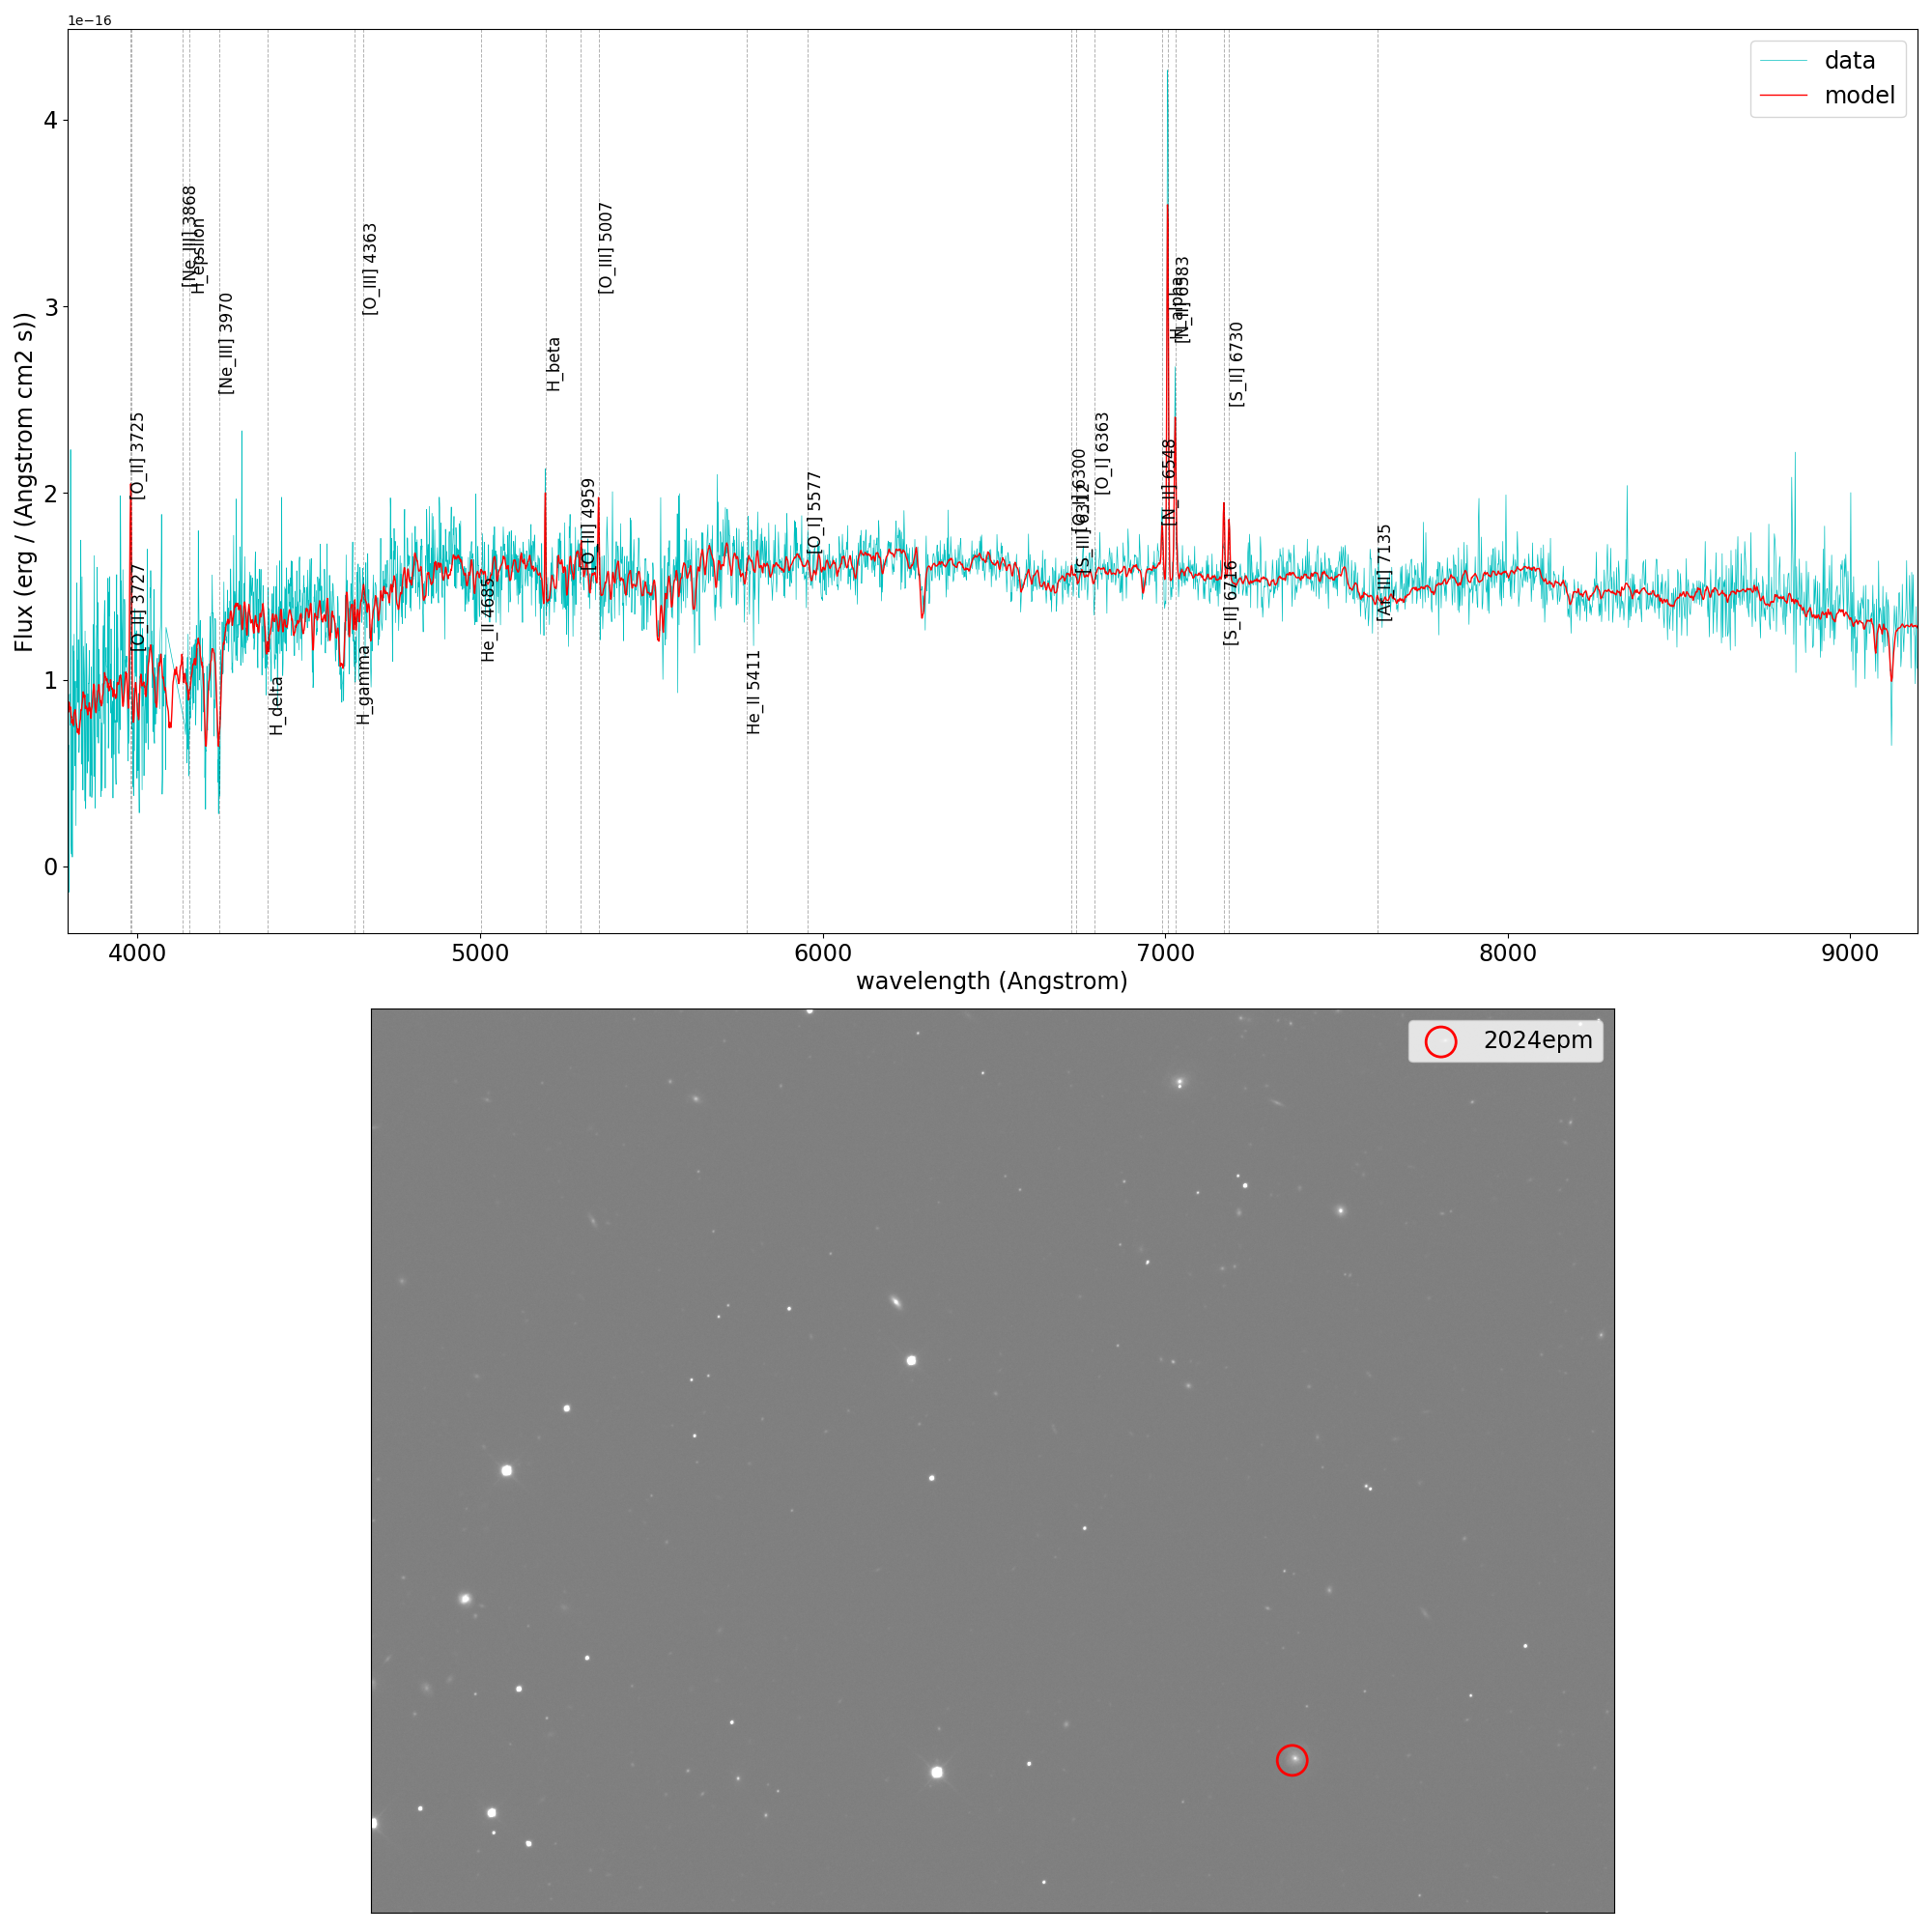 1e−16
data
model
4
3
2
1
0
Flux (erg / (Angstrom cm2 s))
[O_II] 3725
[O_II] 3727
[Ne_III] 3868
H_epsilon
[Ne_III] 3970
H_delta
H_gamma
[O_III] 4363
He_II 4685
H_beta
[O_III] 4959
[O_III] 5007
He_II 5411
[O_I] 5577
[O_I] 6300
[S_III] 6312
[O_I] 6363
[N_II] 6548
H_alpha
[N_II] 6583
[S_II] 6716
[S_II] 6730
[Ar_III] 7135
4000
5000
6000
7000
8000
9000
wavelength (Angstrom)
2024epm